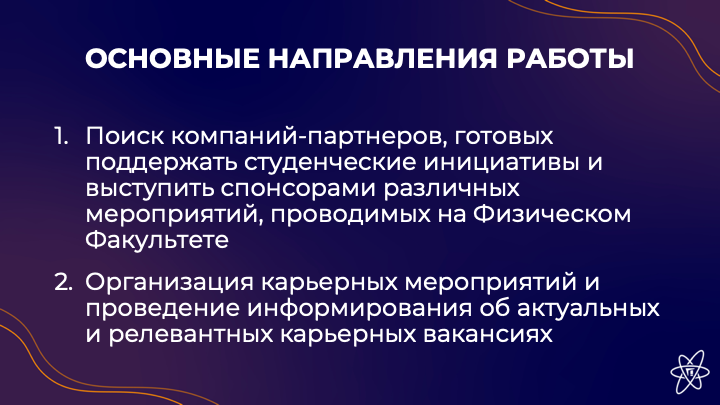 ОСНОВНЫЕ НАПРАВЛЕНИЯ РАБОТЫ
1. Поиск компаний-партнеров, готовых
поддержать студенческие инициативы и
выступить спонсорами различных
мероприятий, проводимых на Физическом
Факультете
2. Организация карьерных мероприятий и
проведение информирования об актуальных
и релевантных карьерных вакансиях